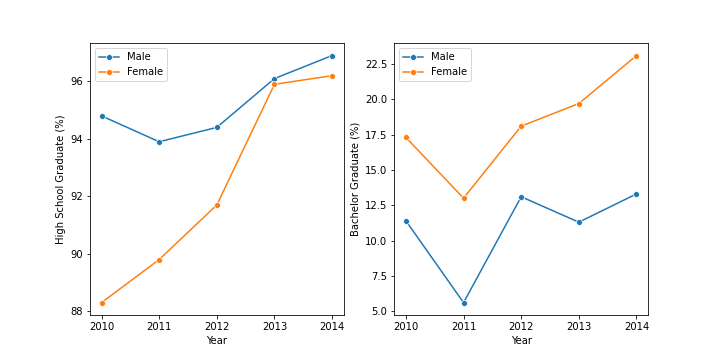 High School Graduate (%)
96
94
92
90
88
Male
Female
2010 2011 2012 2013 2014
Year
Bachelor Graduate (%)
22.5
20.0
17.5
15.0
12.5
10.0
7.5
5.0
Male
Female
2010 2011 2012 2013 2014
Year